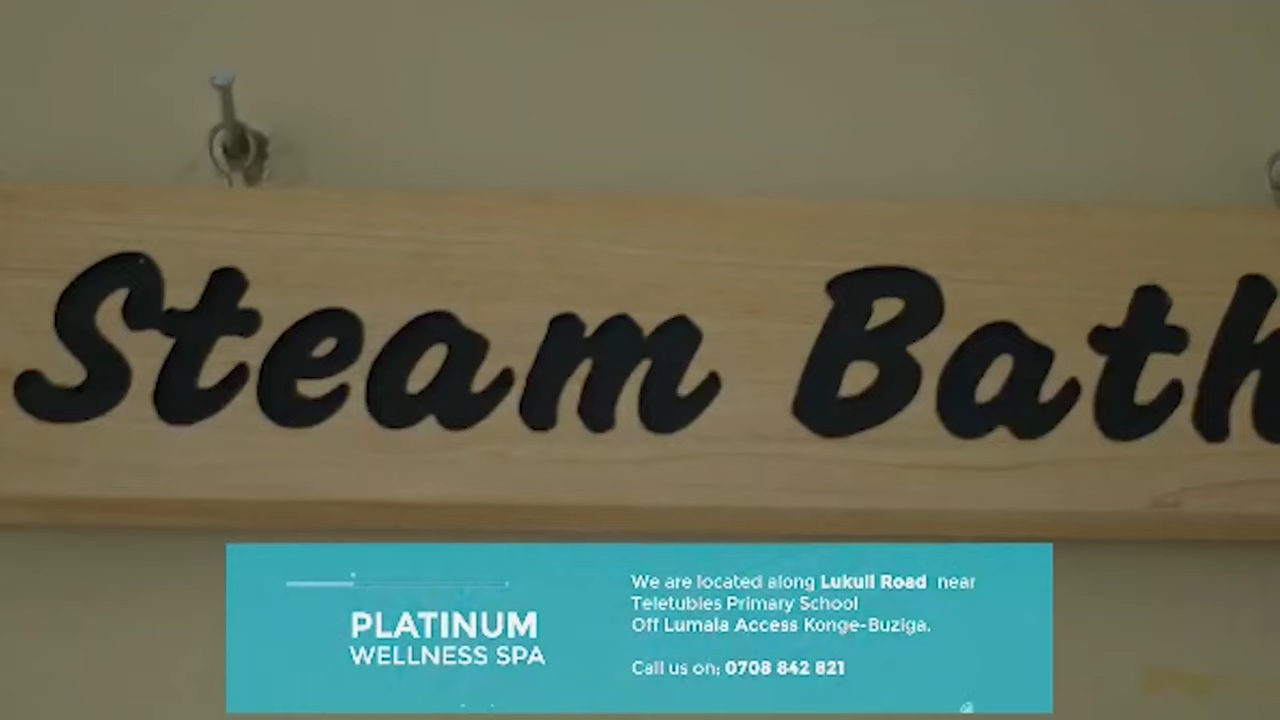 Steam Bath
PLATINUM
WELLNESS SPA
We are located along Lukuli Road near
Teletubies Primary School
Off Lumala Access Konge-Buziga.
Call us on; 0708 842 821